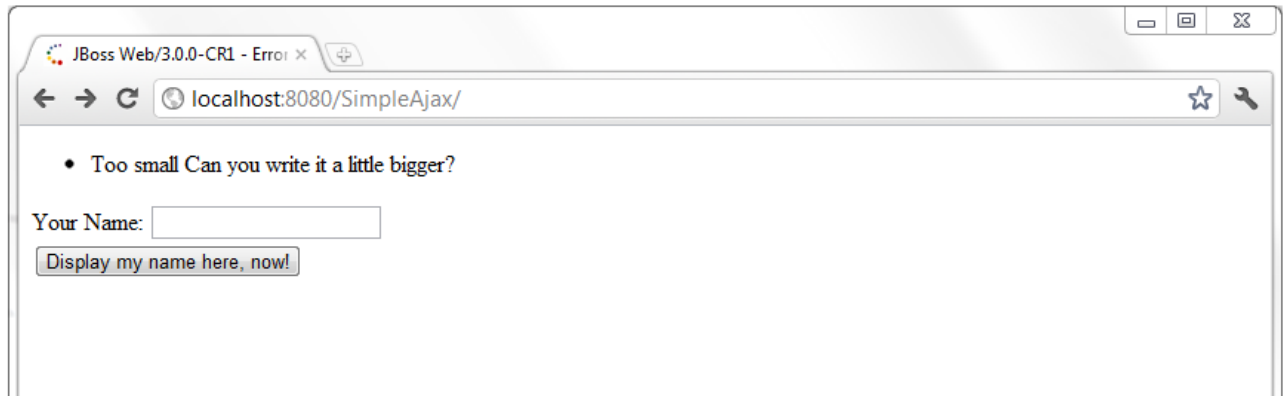 JBoss Web/3.0.0-CR1 - Error
localhost:8080/SimpleAjax/
Too small Can you write it a little bigger?
Your Name:
Display my name here, now!